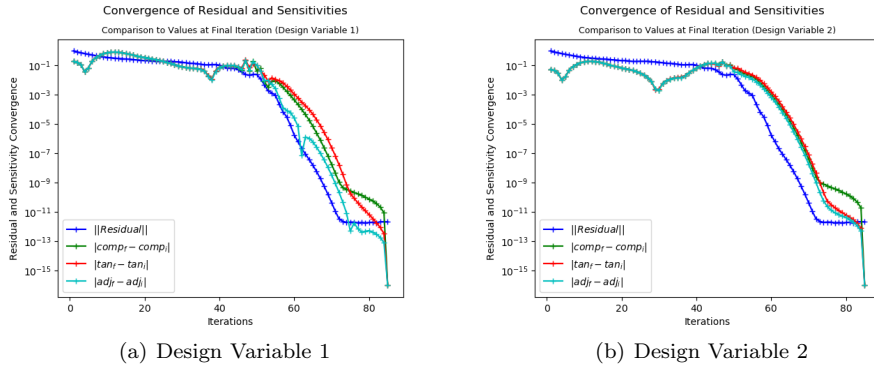 Convergence of Residual and Sensitivities
Comparison to Values at Final Iteration (Design Variable 1)
Residual and Sensitivity Convergence
10⁻¹
10⁻³
10⁻⁵
10⁻⁷
10⁻⁹
10⁻¹¹
10⁻¹³
10⁻¹⁵
||Residual||
|comp_f − comp_i|
|tan_f − tan_i|
|adj_f − adj_i|
0 20 40 60 80
Iterations
(a) Design Variable 1
Convergence of Residual and Sensitivities
Comparison to Values at Final Iteration (Design Variable 2)
Residual and Sensitivity Convergence
10⁻¹
10⁻³
10⁻⁵
10⁻⁷
10⁻⁹
10⁻¹¹
10⁻¹³
10⁻¹⁵
||Residual||
|comp_f − comp_i|
|tan_f − tan_i|
|adj_f − adj_i|
0 20 40 60 80
Iterations
(b) Design Variable 2